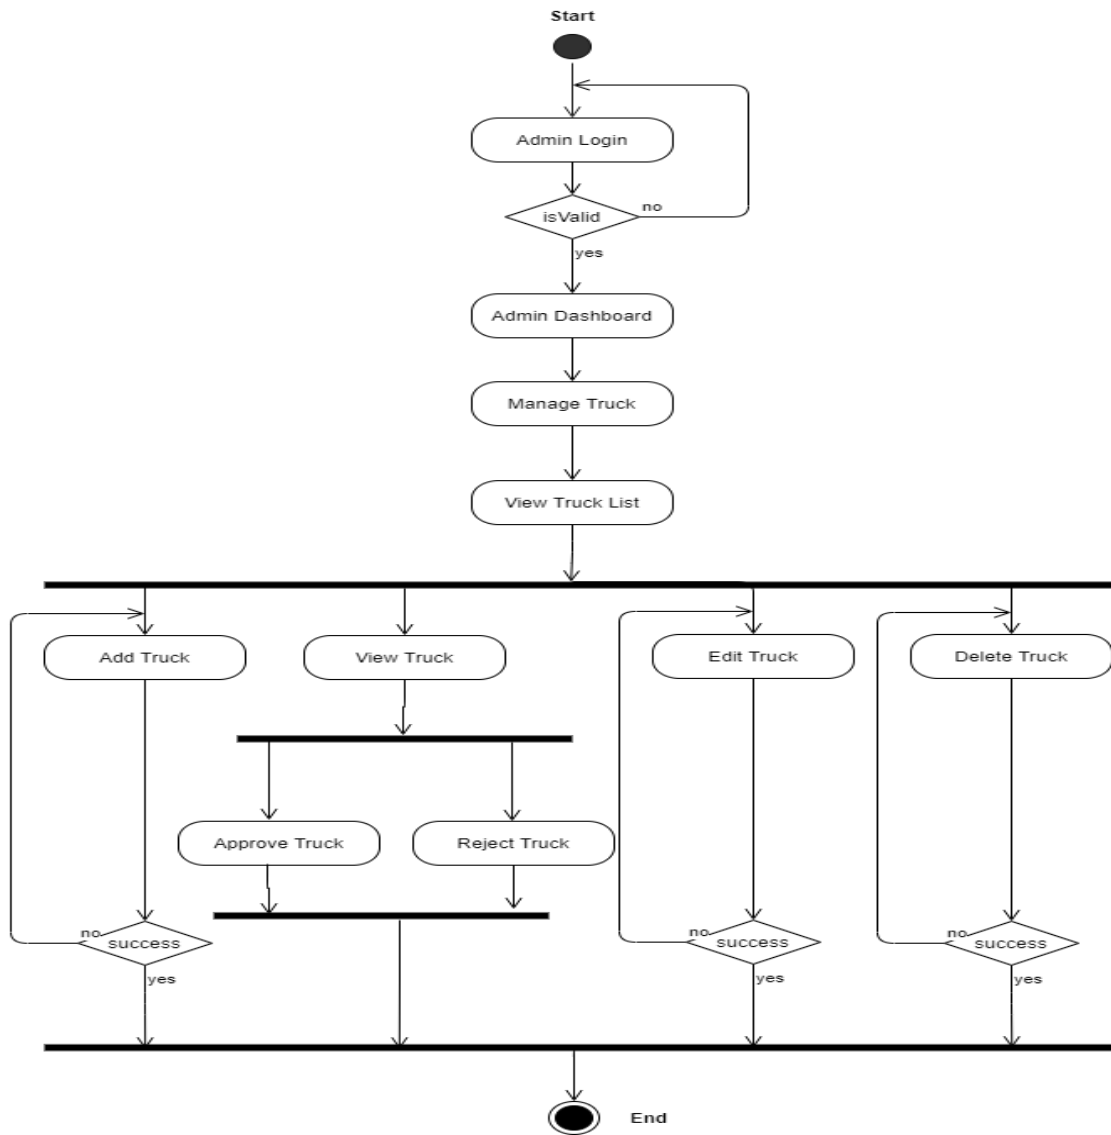 Start
Admin Login
isValid
no
yes
Admin Dashboard
Manage Truck
View Truck List
Add Truck
View Truck
Edit Truck
Delete Truck
Approve Truck
Reject Truck
no
success
yes
no
success
yes
no
success
yes
End